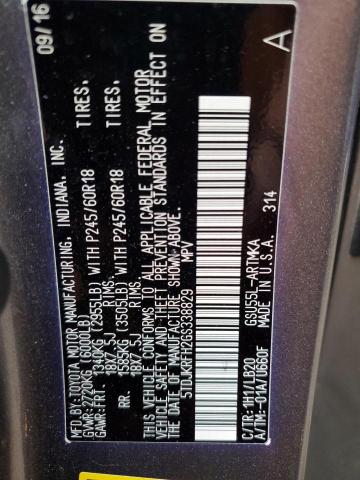 MFD. BY: TOYOTA MOTOR MANUFACTURING, INDIANA, INC. 09/16
GVWR: 2720KG (6000LB)
GAWR: FRT. 1340KG (2955LB) WITH P245/60R18 TIRES,
18X7.5J RIMS,
RR. 1585KG (3505LB) WITH P245/60R18 TIRES,
18X7.5J RIMS,
THIS VEHICLE CONFORMS TO ALL APPLICABLE FEDERAL MOTOR
VEHICLE SAFETY AND THEFT PREVENTION STANDARDS IN EFFECT ON
THE DATE OF MANUFACTURE SHOWN ABOVE.
5TDJKRFH2GS338829 MPV
A
C/TR:1H1/LB20 GSU55L-ARTMKA
A/TM:-01A/U660F MADE IN U.S.A. 314